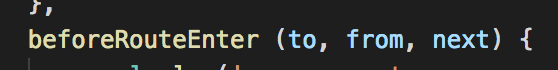 },
beforeRouteEnter (to, from, next) {